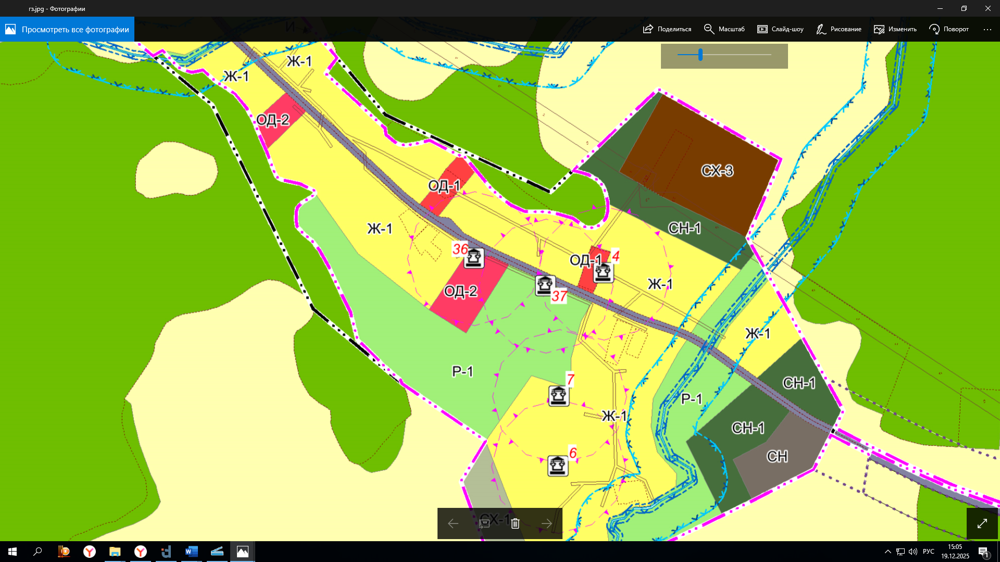 rз.jpg - Фотографии
Просмотреть все фотографии
И
Поделиться
Масштаб
Слайд-шоу
Рисование
Изменить
Поворот
Ж-1
Ж-1
ОД-2
ОД-1
СХ-3
Ж-1
СН-1
36
ОД-1
4
ОД-2
37
Ж-1
Ж-1
Р-1
7
СН-1
Р-1
Ж-1
СН-1
6
СН
СХ-1
РУС
15:05
19.12.2025
1